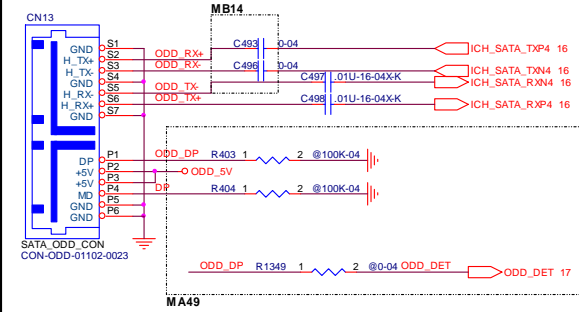 MB14
CN13
GND S1
H_TX+ S2 ODD_RX+ C493 0-04 ICH_SATA_TXP4 16
H_TX- S3 ODD_RX- C496 0-04 ICH_SATA_TXN4 16
GND S4 C497 .01U-16-04X-K ICH_SATA_RXN4 16
H_RX- S5 ODD_TX-
H_RX+ S6 ODD_TX+ C498 .01U-16-04X-K ICH_SATA_RXP4 16
GND S7
DP P1 ODD_DP R403 1 2 @100K-04
+5V P2 ODD_5V
+5V P3
MD P4 DP R404 1 2 @100K-04
GND P5
GND P6
SATA_ODD_CON
CON-ODD-01102-0023
ODD_DP R1349 1 2 @0-04 ODD_DET ODD_DET 17
MA49